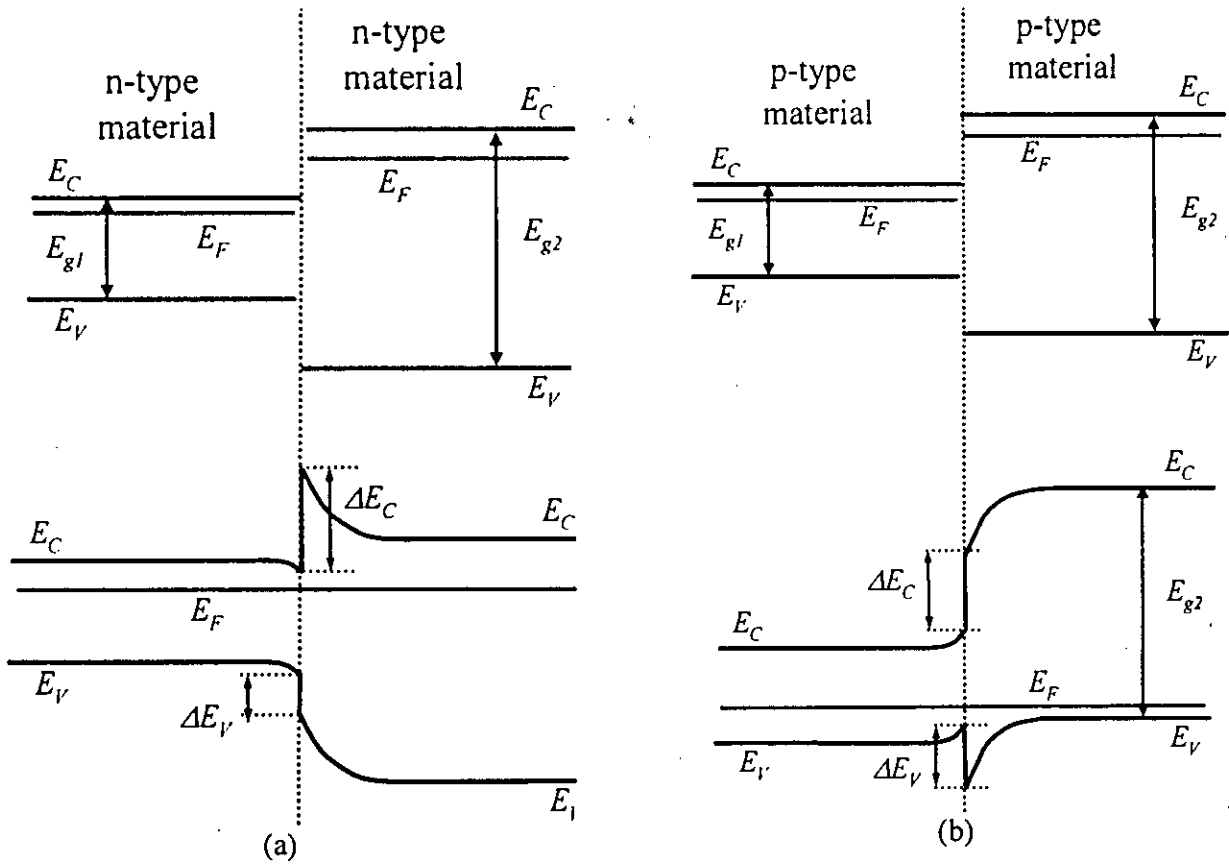 n-type
material
n-type
material
E_C
E_F
E_C
E_F
E_g1
E_g2
E_V
E_V
ΔE_C
E_C
E_C
E_F
E_V
ΔE_V
(a)
p-type
material
p-type
material
E_C
E_F
E_C
E_F
E_g1
E_g2
E_V
E_V
E_C
ΔE_C
E_g2
E_C
E_F
E_V
E_V
ΔE_V
(b)